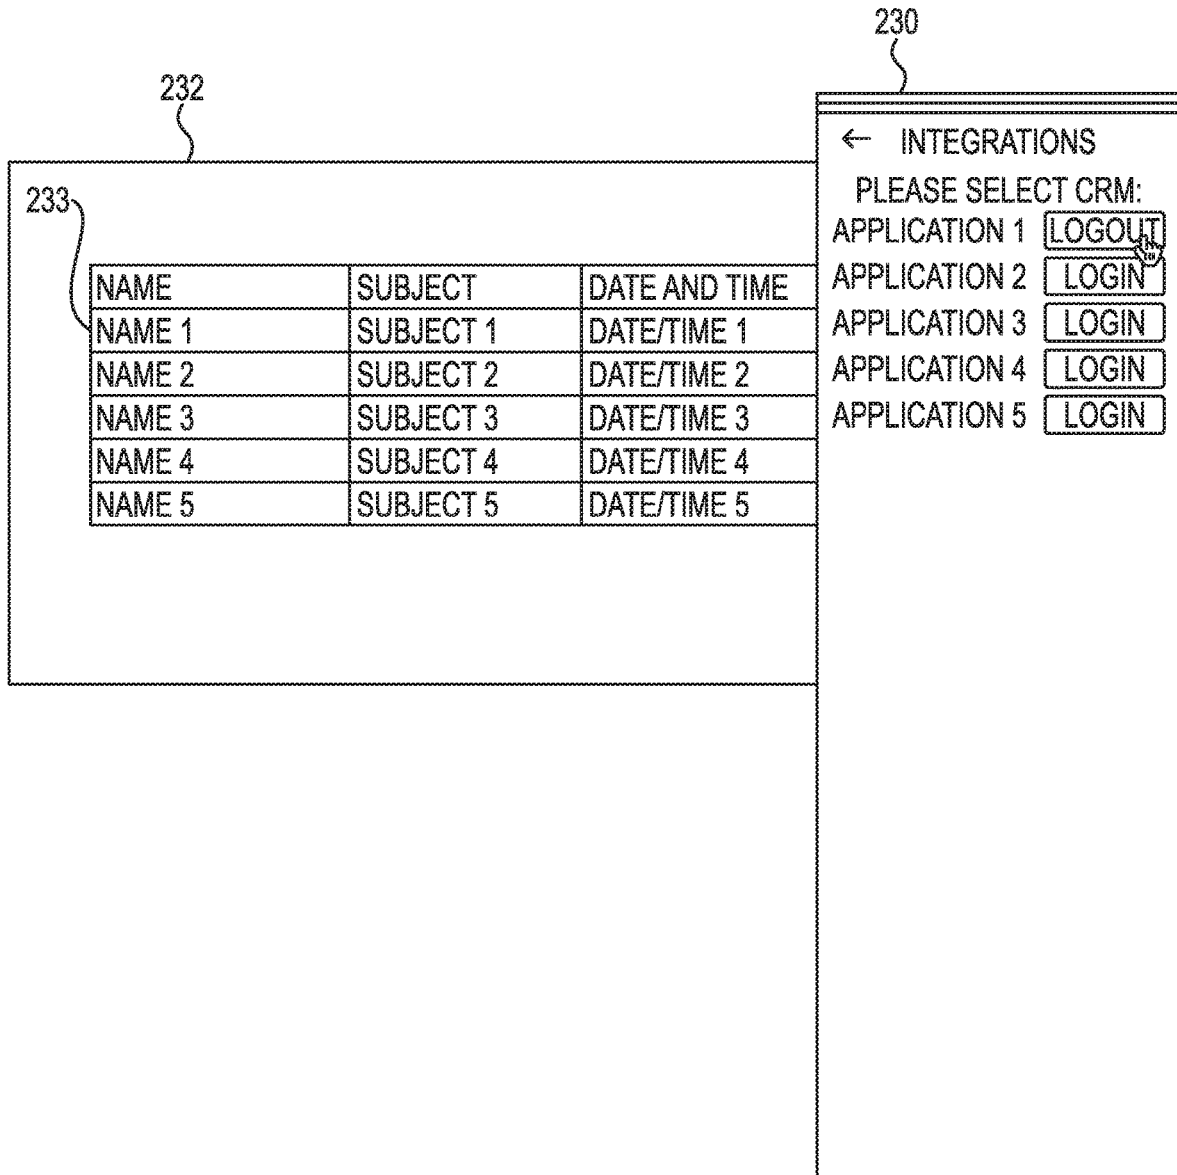 230
232
← INTEGRATIONS
PLEASE SELECT CRM:
233
APPLICATION 1 LOGOUT
APPLICATION 2 LOGIN
APPLICATION 3 LOGIN
APPLICATION 4 LOGIN
APPLICATION 5 LOGIN
NAME SUBJECT DATE AND TIME
NAME 1 SUBJECT 1 DATE/TIME 1
NAME 2 SUBJECT 2 DATE/TIME 2
NAME 3 SUBJECT 3 DATE/TIME 3
NAME 4 SUBJECT 4 DATE/TIME 4
NAME 5 SUBJECT 5 DATE/TIME 5